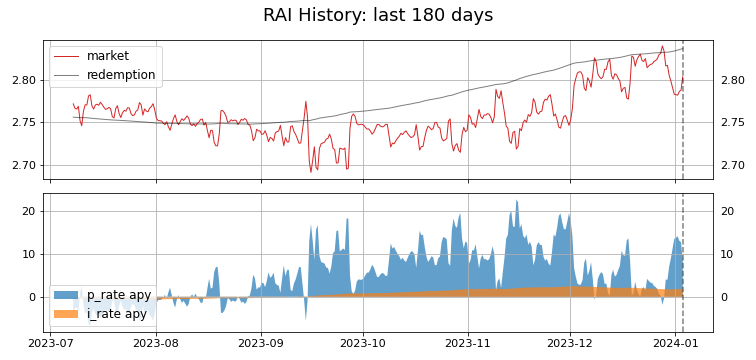 RAI History: last 180 days
market
redemption
2.80
2.75
2.70
2.80
2.75
2.70
20
10
0
20
10
0
p_rate apy
i_rate apy
2023-07 2023-08 2023-09 2023-10 2023-11 2023-12 2024-01